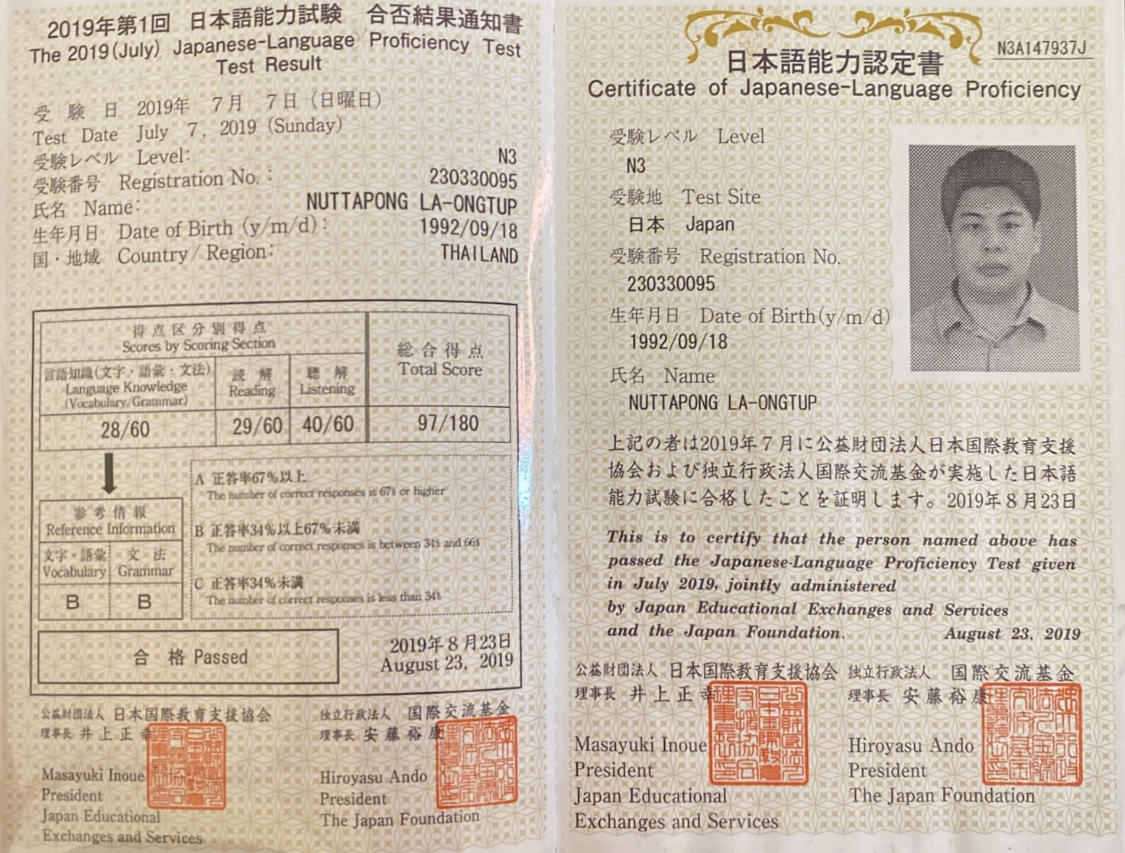 2019年第1回 日本語能力試験 合否結果通知書
The 2019(July) Japanese-Language Proficiency Test
Test Result
受 験 日 2019年 7月 7日(日曜日)
Test Date July 7, 2019 (Sunday)
受験レベル Level: N3
受験番号 Registration No.: 230330095
氏名 Name: NUTTAPONG LA-ONGTUP
生年月日 Date of Birth (y/m/d): 1992/09/18
国・地域 Country/Region: THAILAND
得点区分別得点
Scores by Scoring Section
総合得点
Total Score
言語知識(文字・語彙・文法)
Language Knowledge
(Vocabulary/Grammar)
読 解
Reading
聴 解
Listening
28/60 29/60 40/60 97/180
参考情報
Reference Information
文字・語彙
Vocabulary
文 法
Grammar
B B
A 正答率67%以上
The number of correct responses is 67% or higher
B 正答率34%以上67%未満
The number of correct responses is between 34% and 66%
C 正答率34%未満
The number of correct responses is less than 34%
合 格 Passed
2019年8月23日
August 23, 2019
公益財団法人 日本国際教育支援協会
理事長 井上正幸
Masayuki Inoue
President
Japan Educational
Exchanges and Services
独立行政法人 国際交流基金
理事長 安藤裕康
Hiroyasu Ando
President
The Japan Foundation
N3A147937J
日本語能力認定書
Certificate of Japanese-Language Proficiency
受験レベル Level
N3
受験地 Test Site
日本 Japan
受験番号 Registration No.
230330095
生年月日 Date of Birth(y/m/d)
1992/09/18
氏名 Name
NUTTAPONG LA-ONGTUP
上記の者は2019年7月に公益財団法人日本国際教育支援
協会および独立行政法人国際交流基金が実施した日本語
能力試験に合格したことを証明します。2019年8月23日
This is to certify that the person named above has
passed the Japanese-Language Proficiency Test given
in July 2019, jointly administered
by Japan Educational Exchanges and Services
and the Japan Foundation. August 23, 2019
公益財団法人 日本国際教育支援協会
理事長 井上正幸
Masayuki Inoue
President
Japan Educational
Exchanges and Services
独立行政法人 国際交流基金
理事長 安藤裕康
Hiroyasu Ando
President
The Japan Foundation